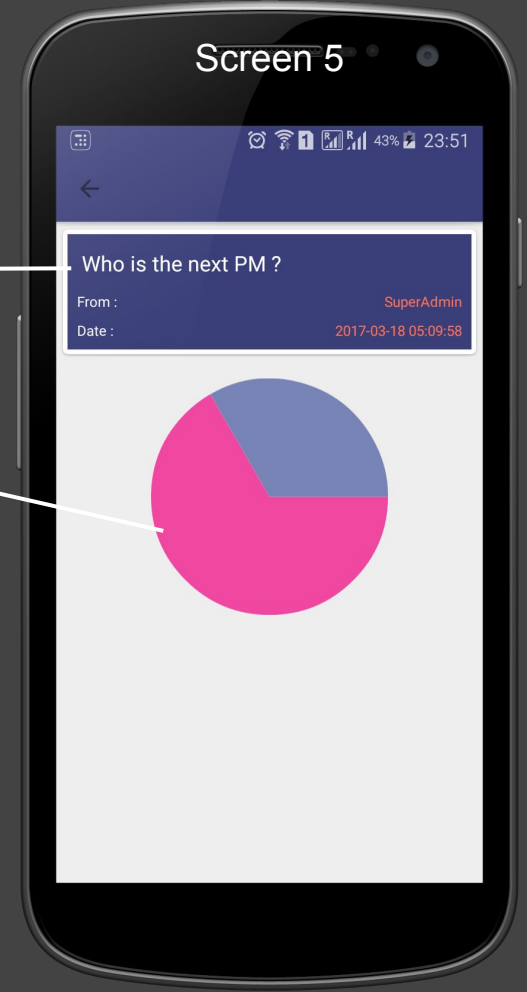 Screen 5
1 R R 43% 23:51
Who is the next PM ?
From : SuperAdmin
Date : 2017-03-18 05:09:58